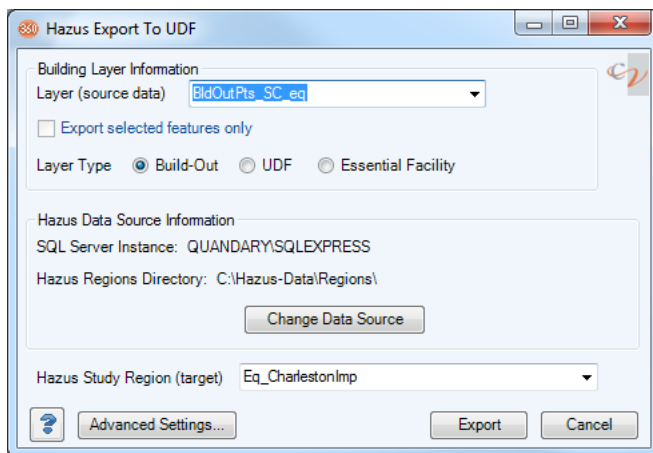 360 Hazus Export To UDF
Building Layer Information
Layer (source data) BldOutPts_SC_eq
Export selected features only
Layer Type Build-Out UDF Essential Facility
Hazus Data Source Information
SQL Server Instance: QUANDARY\SQLEXPRESS
Hazus Regions Directory: C:\Hazus-Data\Regions\
Change Data Source
Hazus Study Region (target) Eq_CharlestonImp
? Advanced Settings... Export Cancel